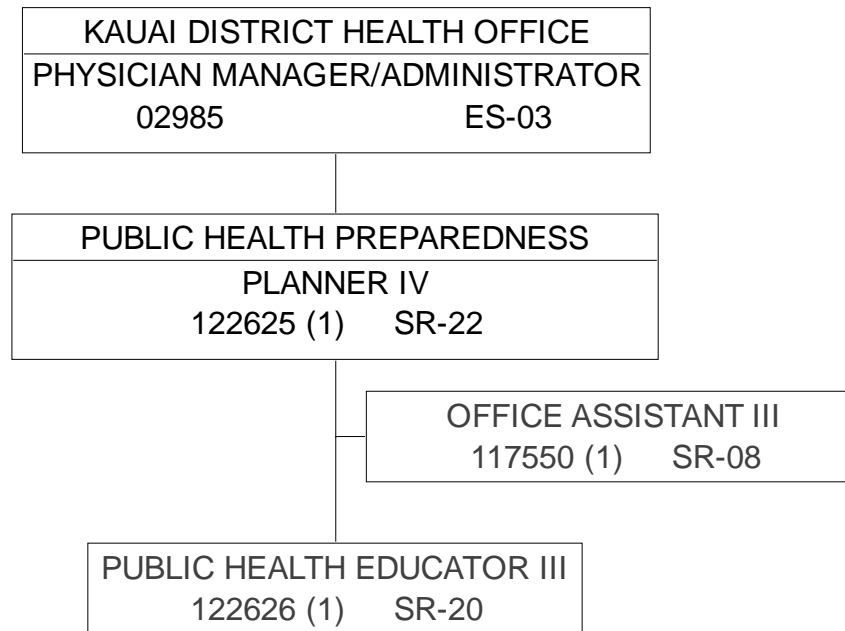 KAUAI DISTRICT HEALTH OFFICE
PHYSICIAN MANAGER/ADMINISTRATOR
02985 ES-03
PUBLIC HEALTH PREPAREDNESS
PLANNER IV
122625 (1) SR-22
OFFICE ASSISTANT III
117550 (1) SR-08
PUBLIC HEALTH EDUCATOR III
122626 (1) SR-20